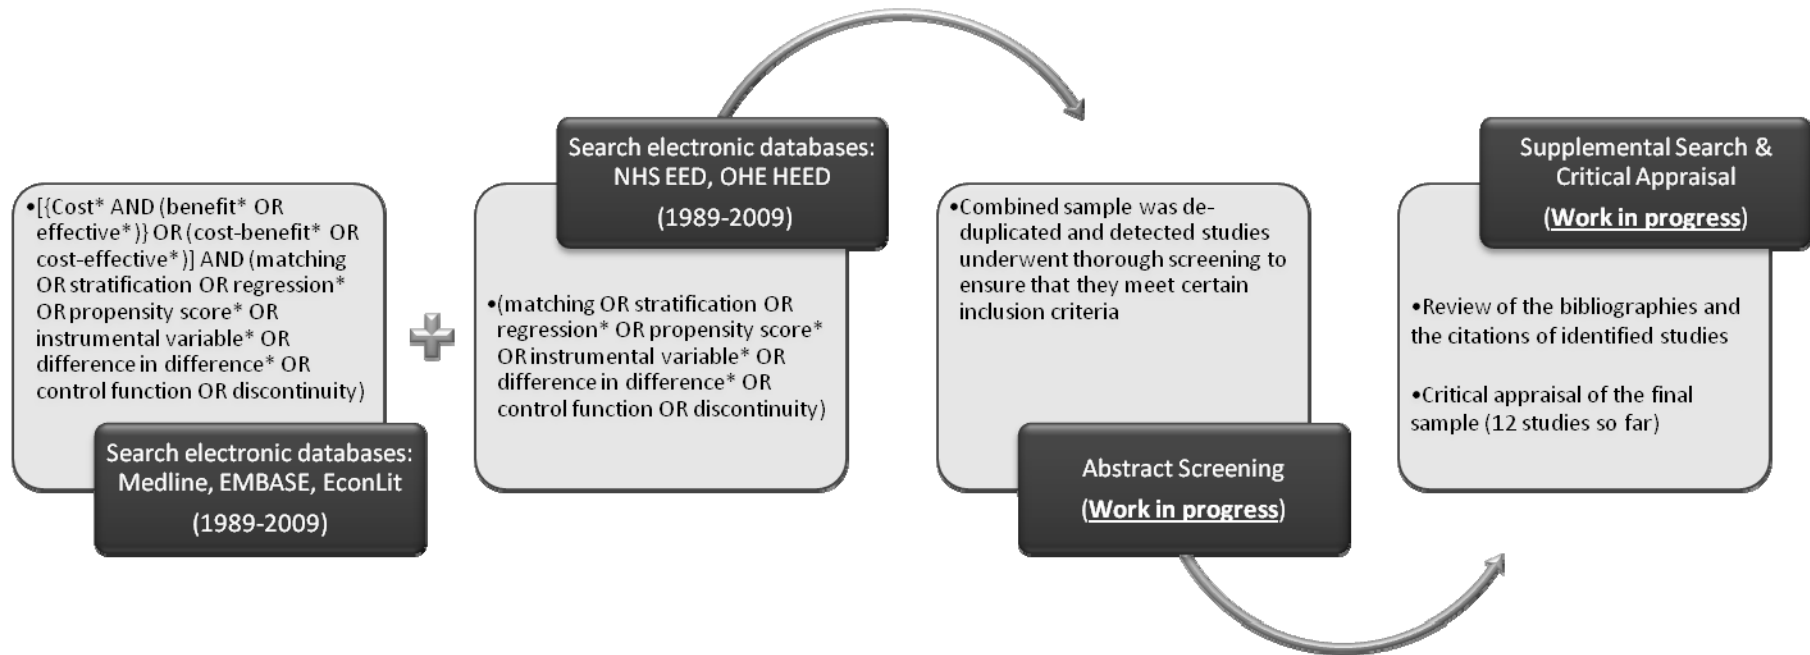 •[{Cost* AND (benefit* OR
effective*)} OR (cost-benefit* OR
cost-effective*)] AND (matching
OR stratification OR regression*
OR propensity score* OR
instrumental variable* OR
difference in difference* OR
control function OR discontinuity)
Search electronic databases:
Medline, EMBASE, EconLit
(1989-2009)
Search electronic databases:
NHS EED, OHE HEED
(1989-2009)
•(matching OR stratification OR
regression* OR propensity score*
OR instrumental variable* OR
difference in difference* OR
control function OR discontinuity)
•Combined sample was de-
duplicated and detected studies
underwent thorough screening to
ensure that they meet certain
inclusion criteria
Abstract Screening
(Work in progress)
Supplemental Search &
Critical Appraisal
(Work in progress)
•Review of the bibliographies and
the citations of identified studies
•Critical appraisal of the final
sample (12 studies so far)